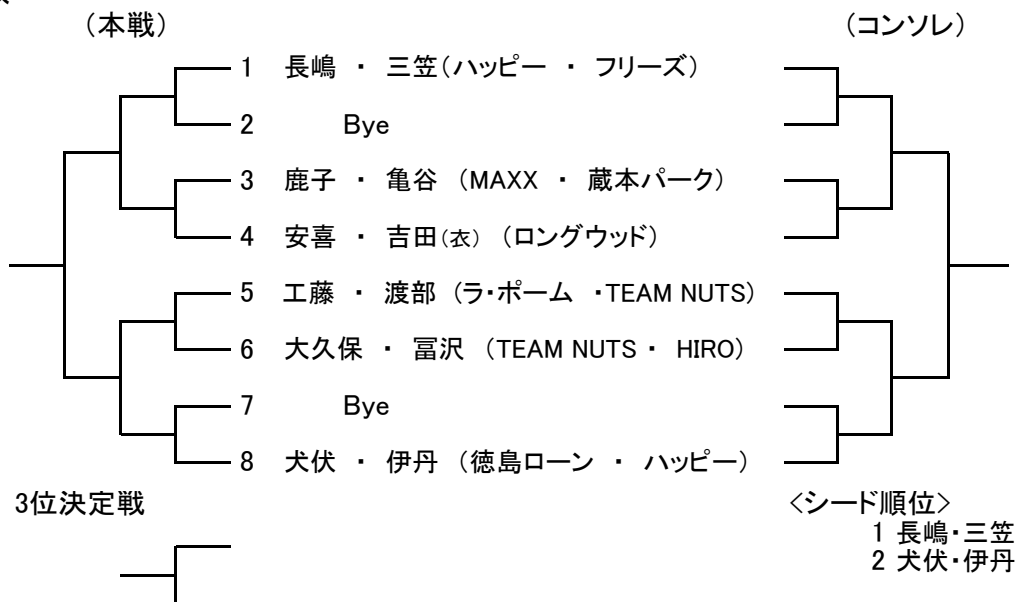 (本戦) (コンソレ)
1 長嶋 ・ 三笠(ハッピー ・ フリーズ)
2 Bye
3 鹿子 ・ 亀谷 (MAXX ・ 蔵本パーク)
4 安喜 ・ 吉田(衣) (ロングウッド)
5 工藤 ・ 渡部 (ラ・ポーム ・TEAM NUTS)
6 大久保 ・ 冨沢 (TEAM NUTS ・ HIRO)
7 Bye
8 犬伏 ・ 伊丹 (徳島ローン ・ ハッピー)
3位決定戦 <シード順位>
1 長嶋・三笠
2 犬伏・伊丹